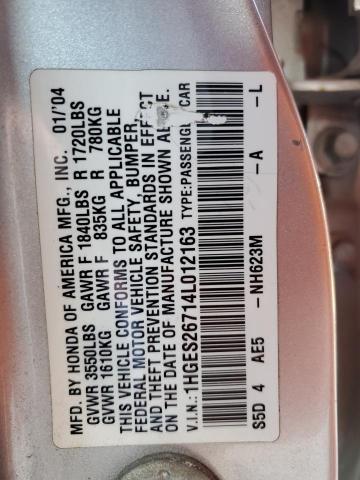 MFD. BY HONDA OF AMERICA MFG., INC. 01/'04
GVWR 3550LBS GAWR F 1840LBS R 1720LBS
GVWR 1610KG GAWR F 835KG R 780KG
THIS VEHICLE CONFORMS TO ALL APPLICABLE
FEDERAL MOTOR VEHICLE SAFETY, BUMPER,
AND THEFT PREVENTION STANDARDS IN EFFECT
ON THE DATE OF MANUFACTURE SHOWN ABOVE.
V.I.N.: 1HGES26714L012163 TYPE:PASSENGER CAR
S5D 4 AE5 - NH623M - A - L